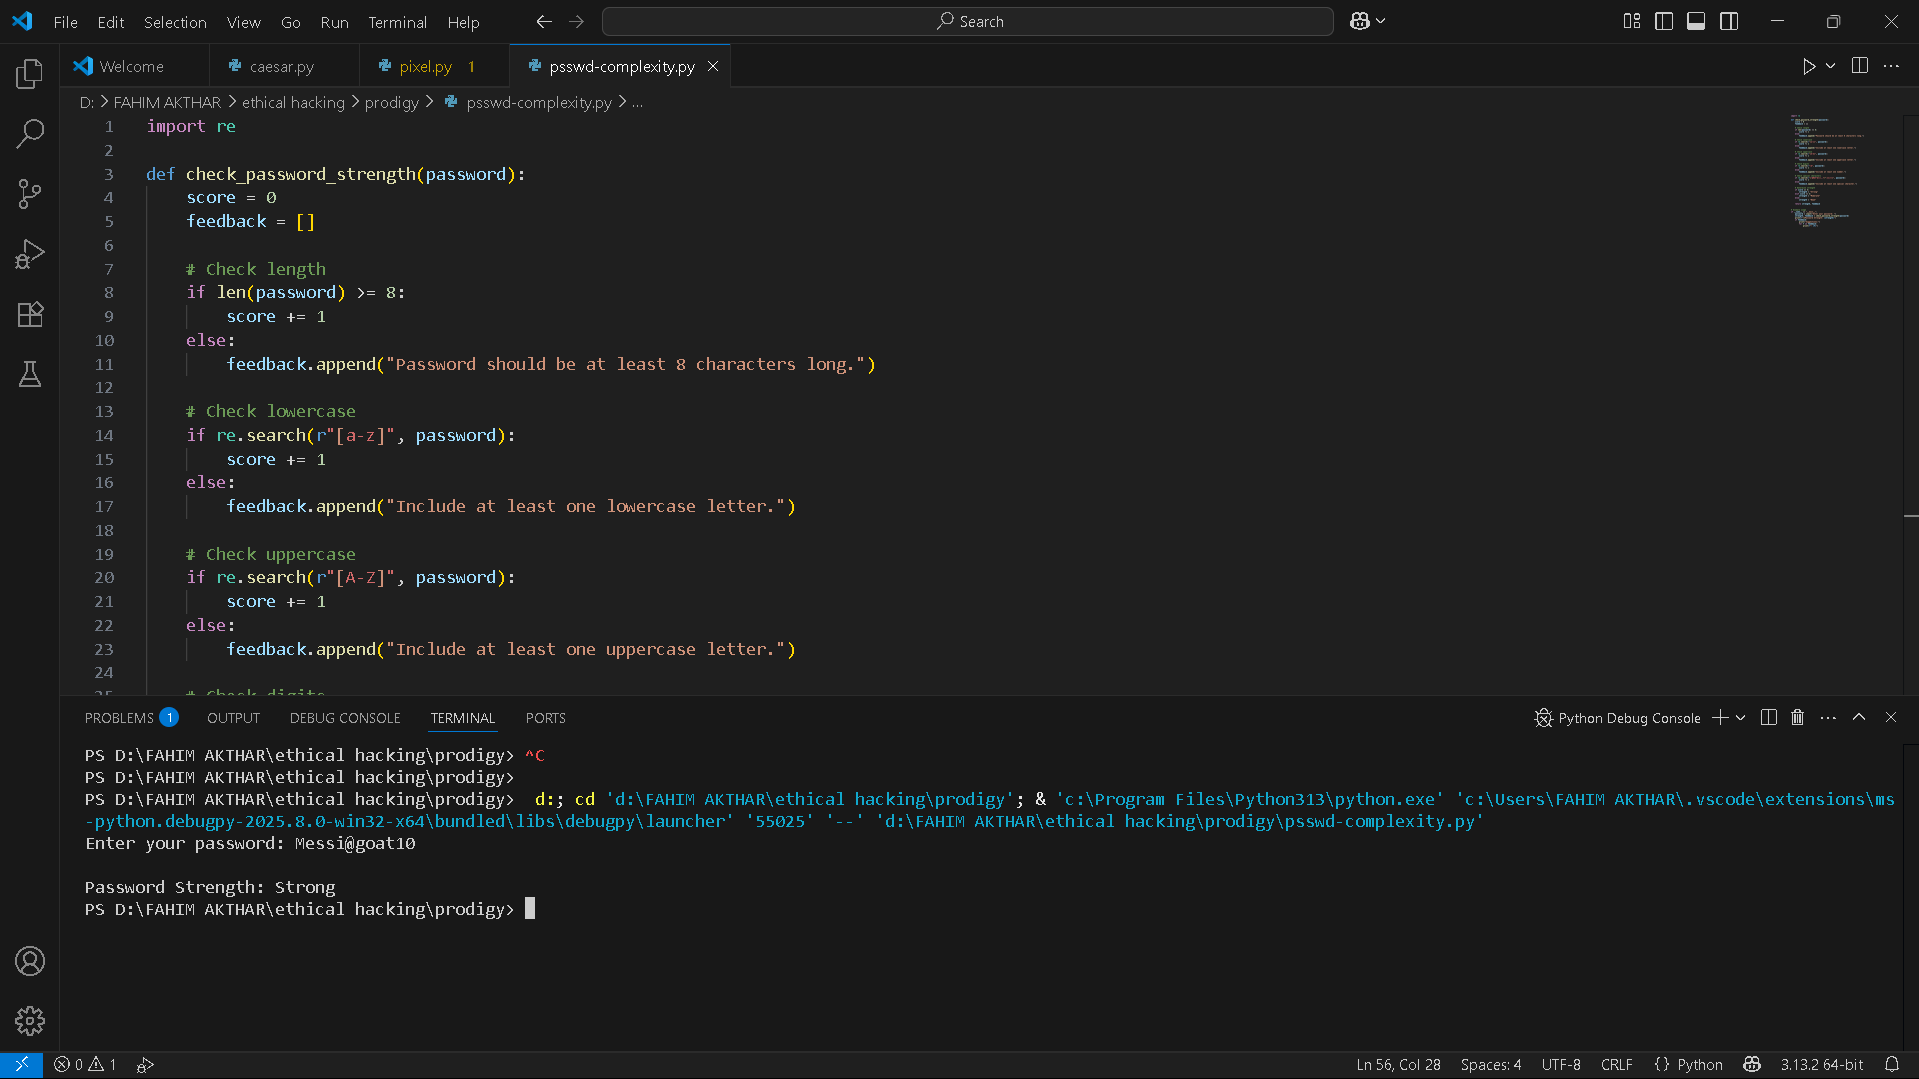 File Edit Selection View Go Run Terminal Help Search
Welcome caesar.py pixel.py 1 psswd-complexity.py
D: > FAHIM AKTHAR > ethical hacking > prodigy > psswd-complexity.py > ...
1 import re
2
3 def check_password_strength(password):
4 score = 0
5 feedback = []
6
7 # Check length
8 if len(password) >= 8:
9 score += 1
10 else:
11 feedback.append("Password should be at least 8 characters long.")
12
13 # Check lowercase
14 if re.search(r"[a-z]", password):
15 score += 1
16 else:
17 feedback.append("Include at least one lowercase letter.")
18
19 # Check uppercase
20 if re.search(r"[A-Z]", password):
21 score += 1
22 else:
23 feedback.append("Include at least one uppercase letter.")
24
25 # Check digits
PROBLEMS 1 OUTPUT DEBUG CONSOLE TERMINAL PORTS Python Debug Console
PS D:\FAHIM AKTHAR\ethical hacking\prodigy> ^C
PS D:\FAHIM AKTHAR\ethical hacking\prodigy>
PS D:\FAHIM AKTHAR\ethical hacking\prodigy> d:; cd 'd:\FAHIM AKTHAR\ethical hacking\prodigy'; & 'c:\Program Files\Python313\python.exe' 'c:\Users\FAHIM AKTHAR\.vscode\extensions\ms
-python.debugpy-2025.8.0-win32-x64\bundled\libs\debugpy\launcher' '55025' '--' 'd:\FAHIM AKTHAR\ethical hacking\prodigy\psswd-complexity.py'
Enter your password: Messi@goat10
Password Strength: Strong
PS D:\FAHIM AKTHAR\ethical hacking\prodigy>
0 1 Ln 56, Col 28 Spaces: 4 UTF-8 CRLF {} Python 3.13.2 64-bit